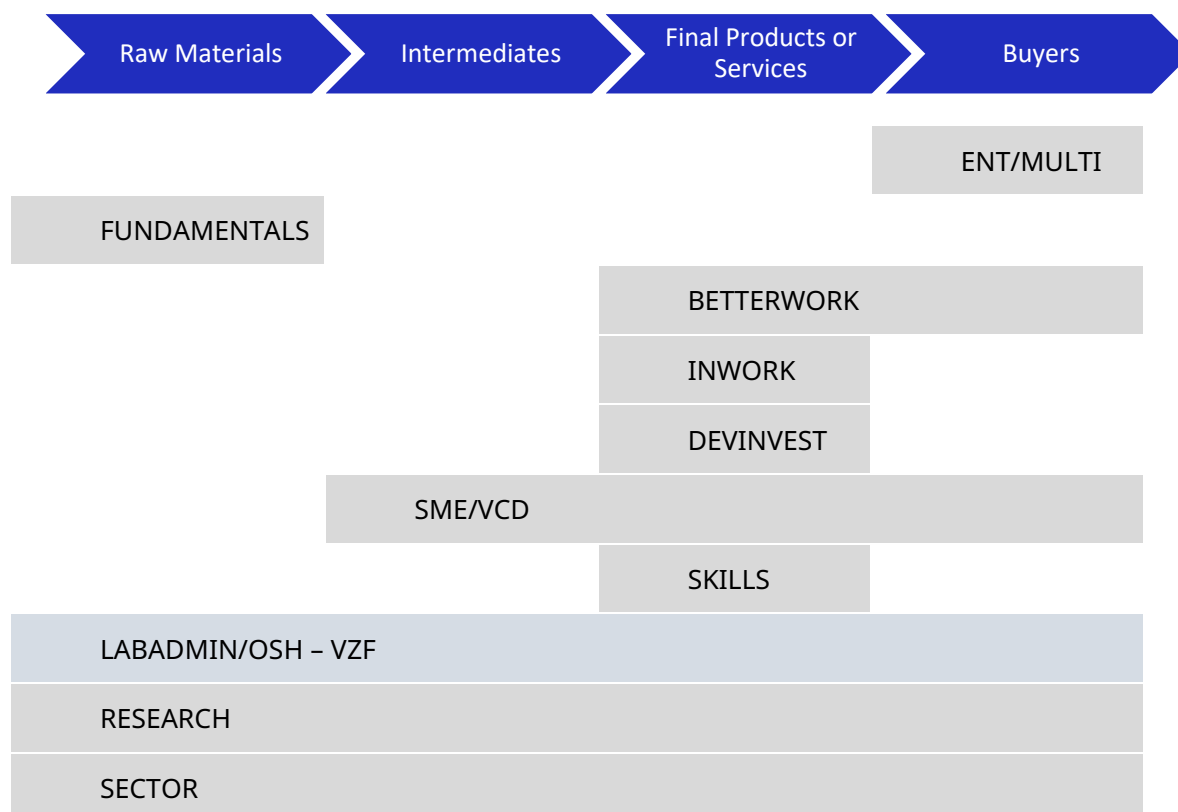 Raw Materials
Intermediates
Final Products or
Services
Buyers
ENT/MULTI
FUNDAMENTALS
BETTERWORK
INWORK
DEVINVEST
SME/VCD
SKILLS
LABADMIN/OSH – VZF
RESEARCH
SECTOR